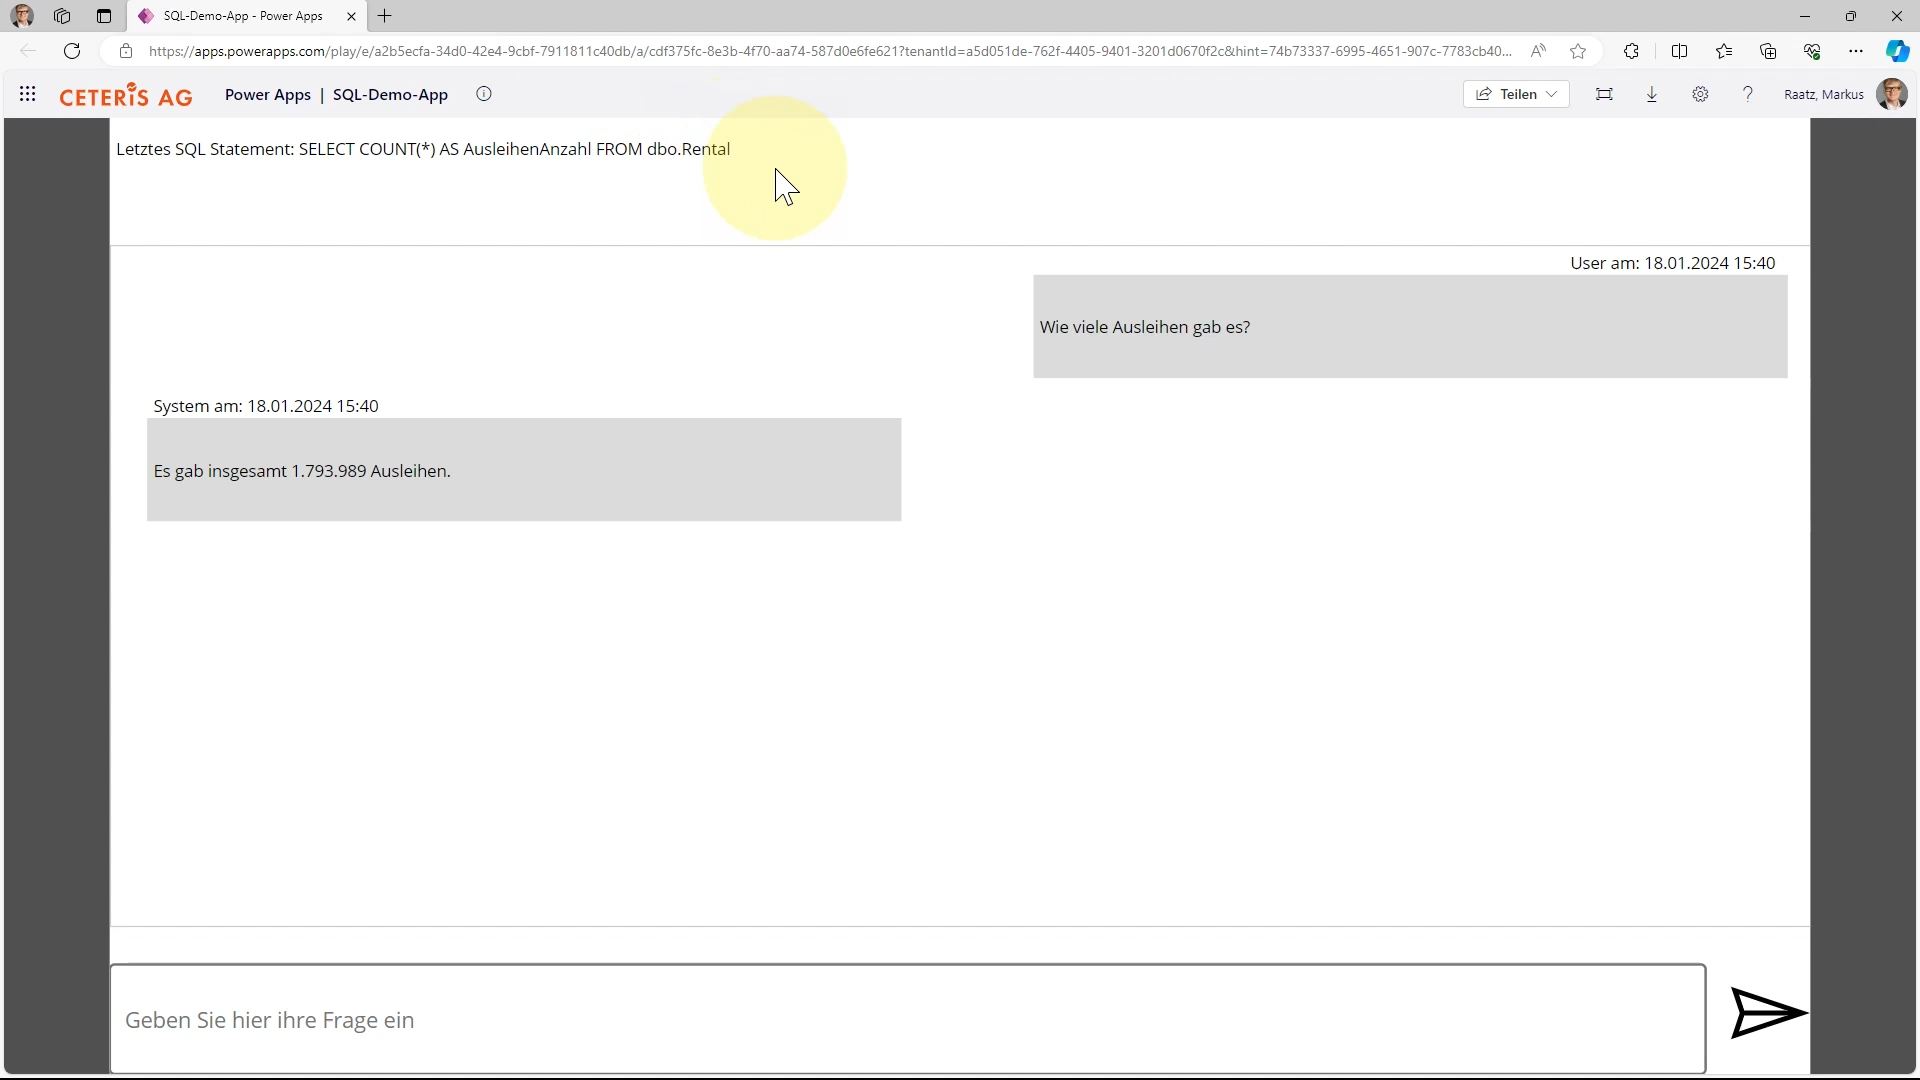 SQL-Demo-App - Power Apps
https://apps.powerapps.com/play/e/a2b5ecfa-34d0-42e4-9cbf-7911811c40db/a/cdf375fc-8e3b-4f70-aa74-587d0e6fe621?tenantId=a5d051de-762f-4405-9401-3201d0670f2c&hint=74b73337-6995-4651-907c-7783cb40...
CETERIS AG Power Apps | SQL-Demo-App Teilen ? Raatz, Markus
Letztes SQL Statement: SELECT COUNT(*) AS AusleihenAnzahl FROM dbo.Rental
User am: 18.01.2024 15:40
Wie viele Ausleihen gab es?
System am: 18.01.2024 15:40
Es gab insgesamt 1.793.989 Ausleihen.
Geben Sie hier ihre Frage ein